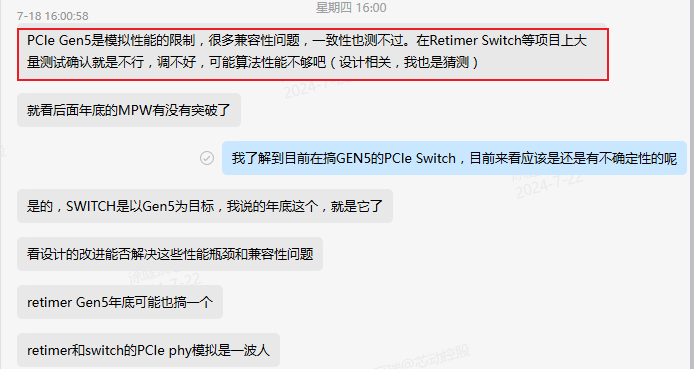 星期四 16:00
7-18 16:00:58
PCIe Gen5是模拟性能的限制，很多兼容性问题，一致性也测不过。在Retimer Switch等项目上大
量测试确认就是不行，调不好，可能算法性能不够吧（设计相关，我也是猜测）
就看后面年底的MPW有没有突破了
我了解到目前在搞GEN5的PCIe Switch，目前来看应该是还是有不确定性的呢
是的，SWITCH是以Gen5为目标，我说的年底这个，就是它了
看设计的改进能否解决这些性能瓶颈和兼容性问题
retimer Gen5年底可能也搞一个
retimer和switch的PCIe phy模拟是一波人
2024-7-22